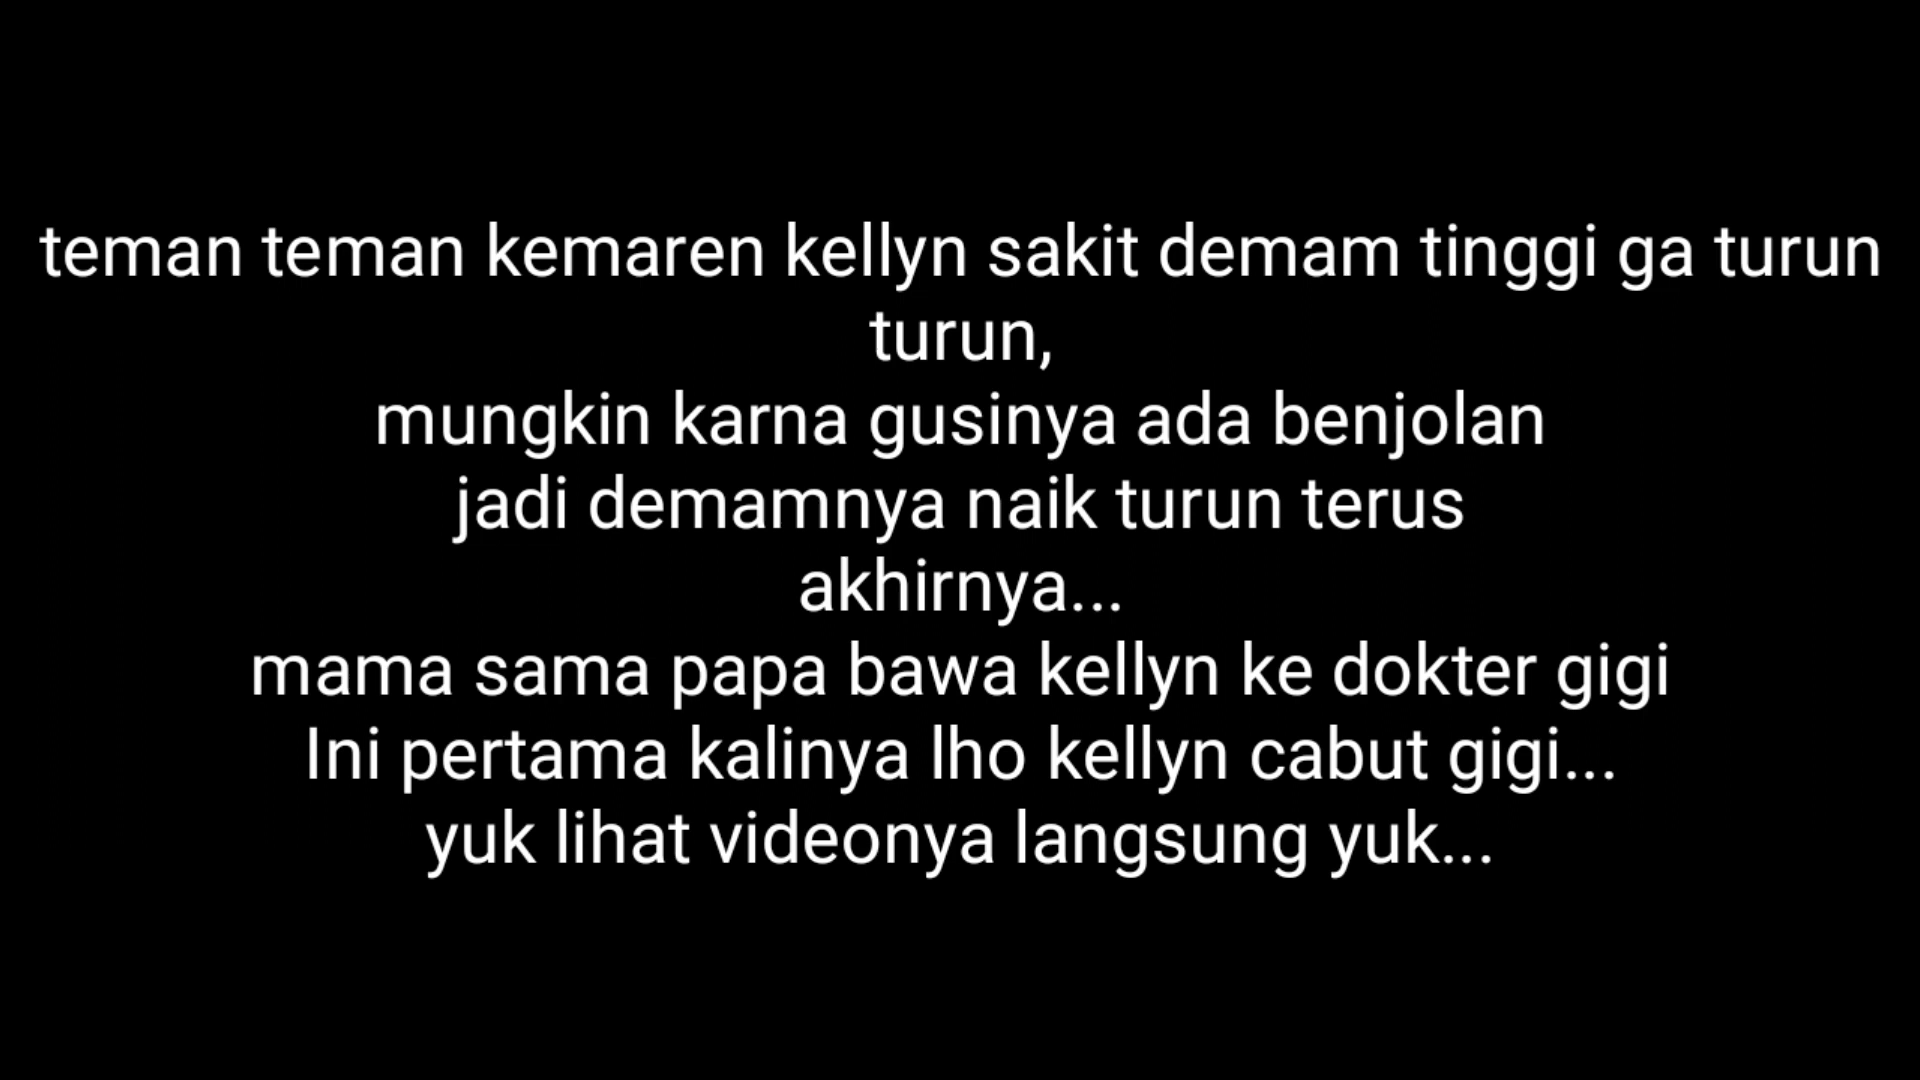 teman teman kemaren kellyn sakit demam tinggi ga turun
turun,
mungkin karna gusinya ada benjolan
jadi demamnya naik turun terus
akhirnya...
mama sama papa bawa kellyn ke dokter gigi
Ini pertama kalinya lho kellyn cabut gigi...
yuk lihat videonya langsung yuk...